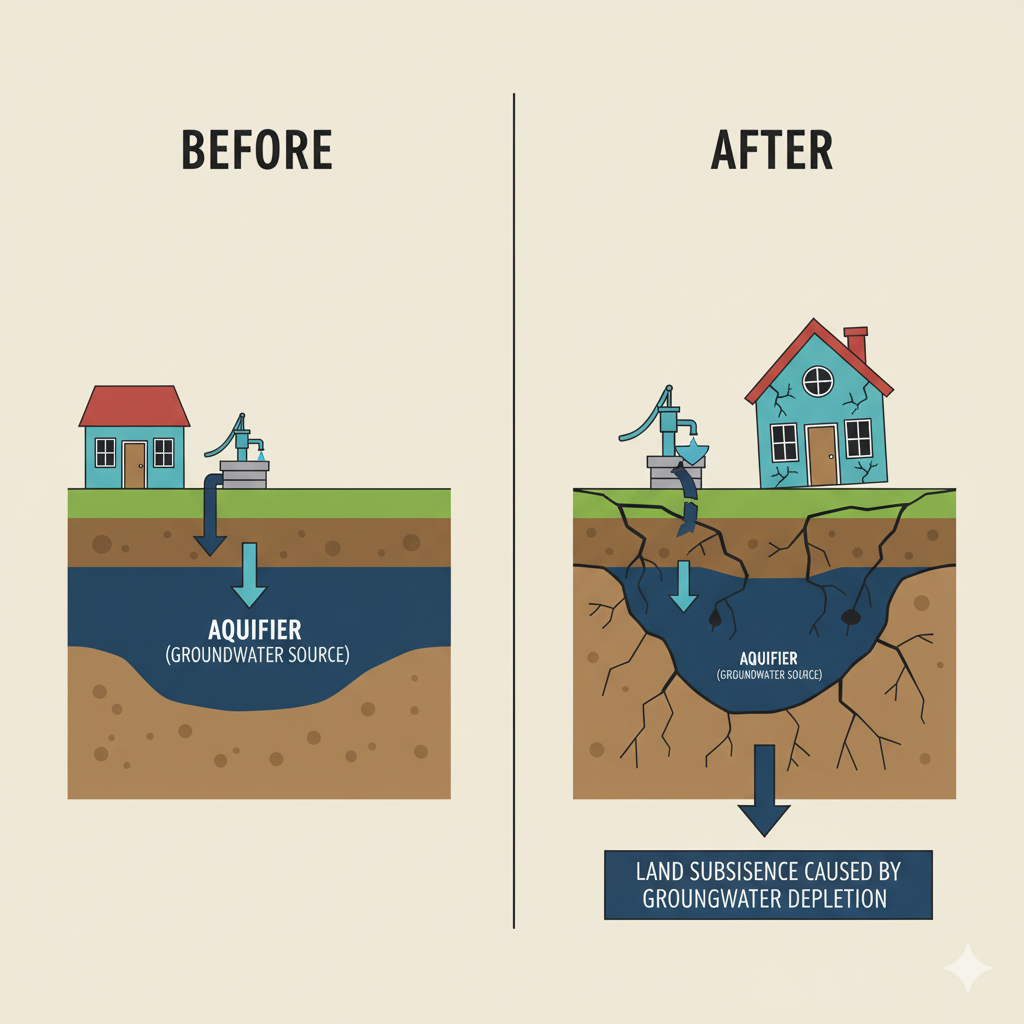 BEFORE
AFTER
AQUIFIER
(GROUNDWATER SOURCE)
AQUIFIER
(GROUNDWATER SOURCE)
LAND SUBSISENCE CAUSED BY
GROUNGWATER DEPLETION